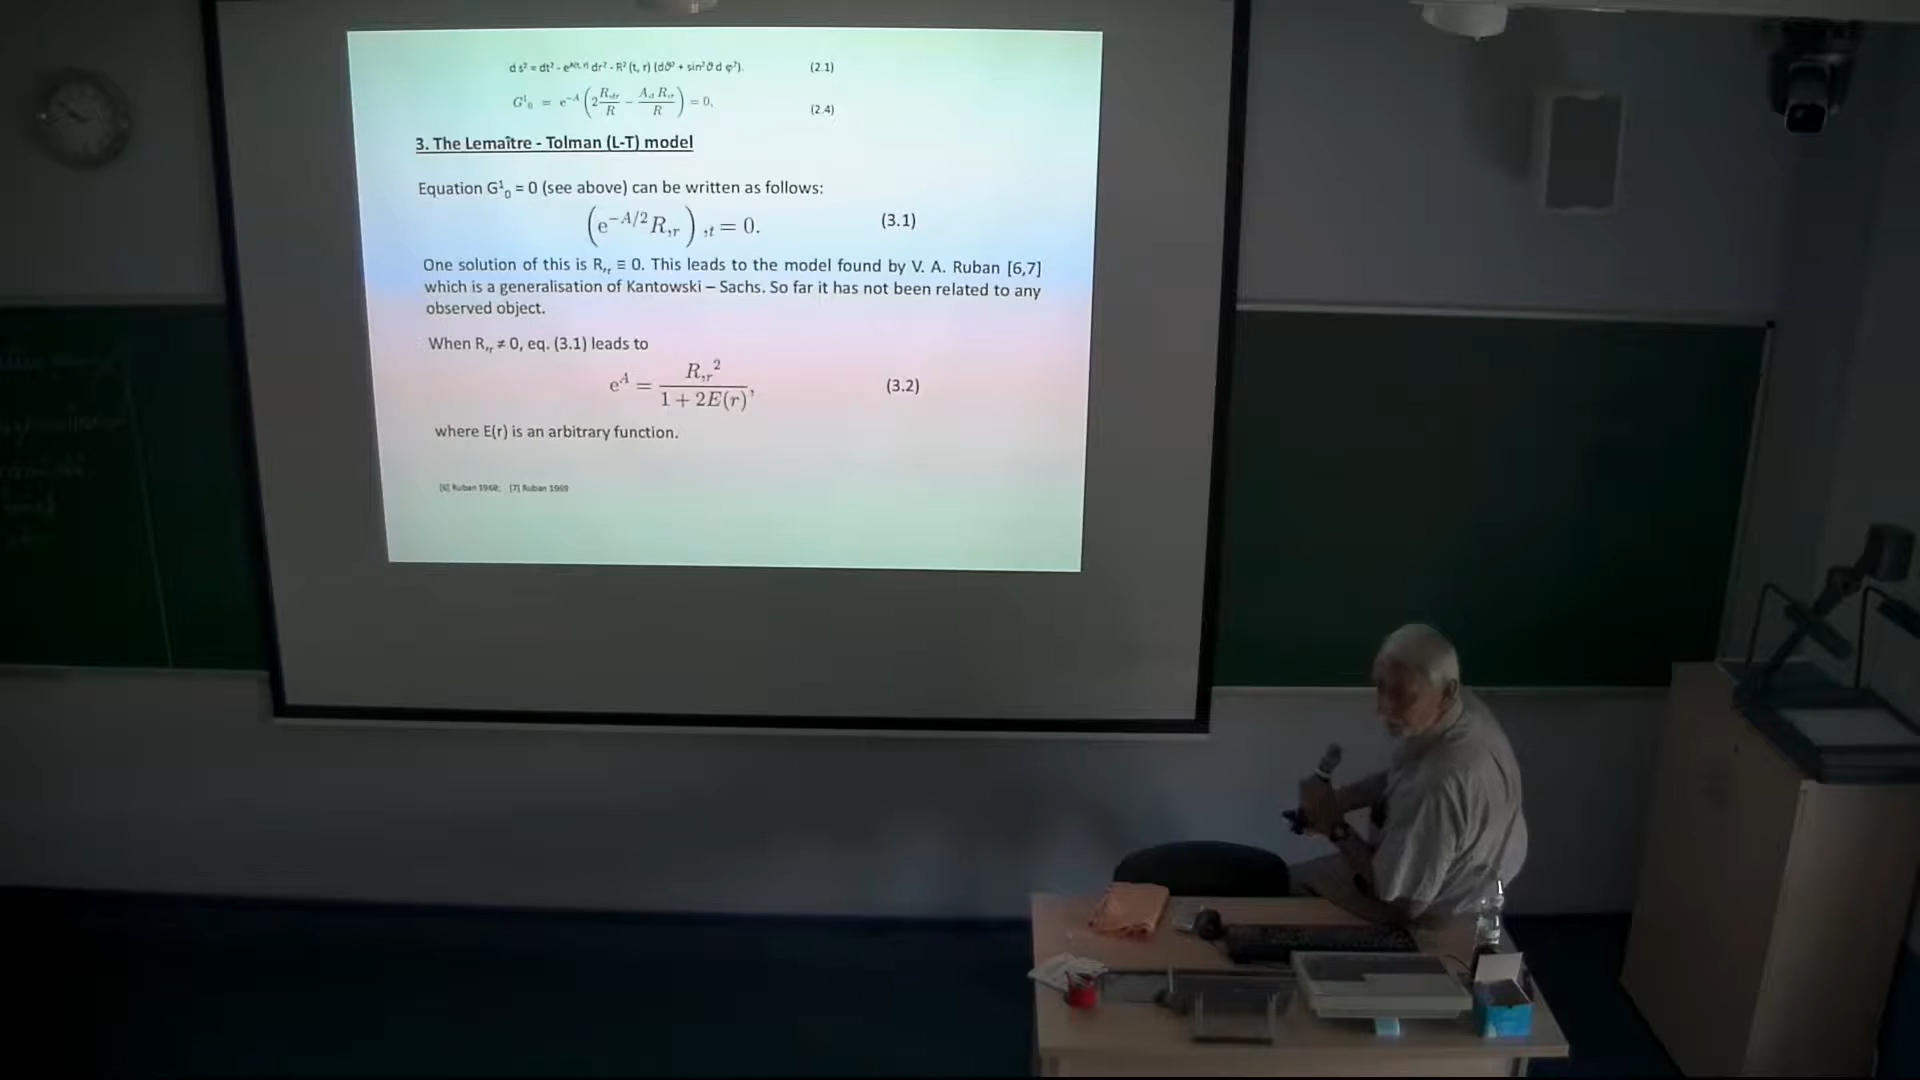 d s² = dt² - e^A(t, r) dr² - R² (t, r) (dϑ² + sin²ϑ d φ²). (2.1)
G¹₀ = e^{-A} (2 R,ₜᵣ/R - A,ₜ R,ᵣ/R) = 0, (2.4)
3. The Lemaître - Tolman (L-T) model
Equation G¹₀ = 0 (see above) can be written as follows:
(e^{-A/2} R,ᵣ),ₜ = 0. (3.1)
One solution of this is R,ᵣ ≡ 0. This leads to the model found by V. A. Ruban [6,7]
which is a generalisation of Kantowski – Sachs. So far it has not been related to any
observed object.
When R,ᵣ ≠ 0, eq. (3.1) leads to
e^A = R,ᵣ² / (1 + 2E(r)), (3.2)
where E(r) is an arbitrary function.
[6] Ruban 1968; [7] Ruban 1969